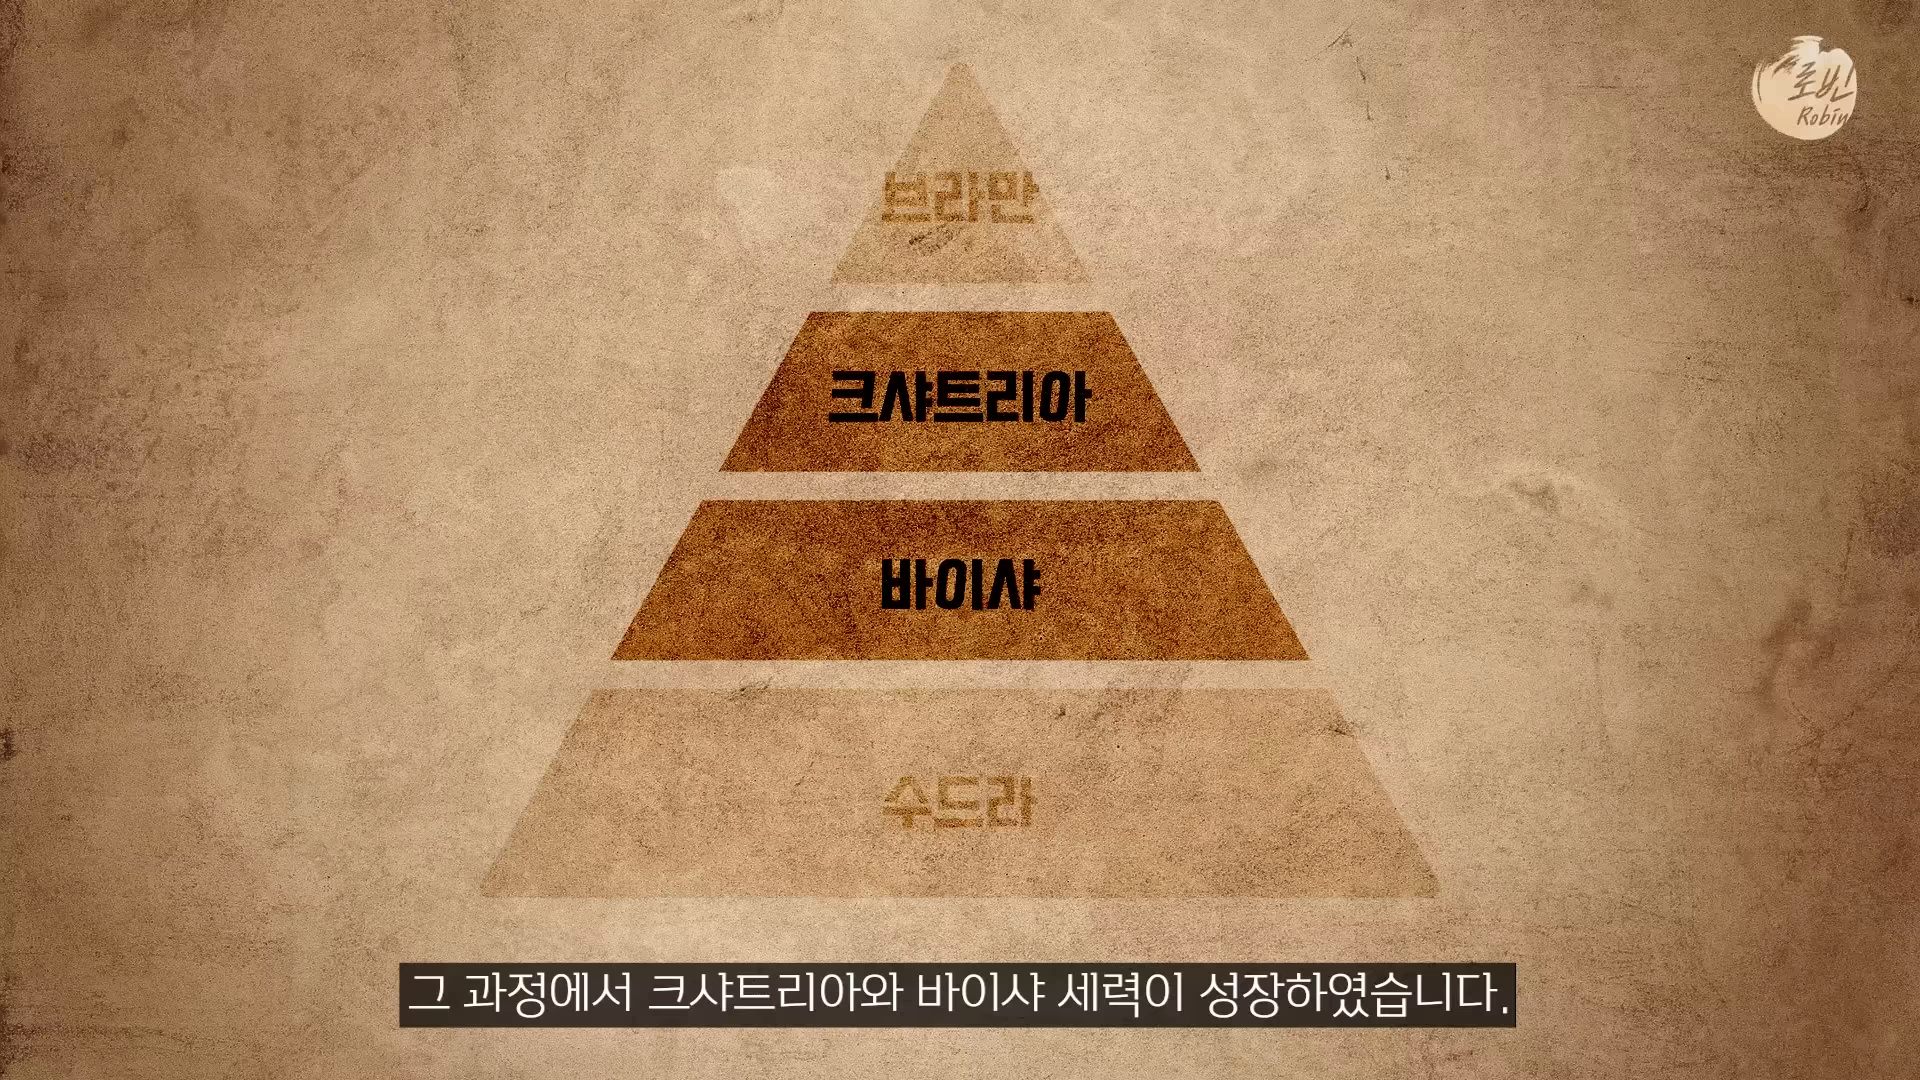 로빈
Robin
브라만
크샤트리아
바이샤
수드라
그 과정에서 크샤트리아와 바이샤 세력이 성장하였습니다.